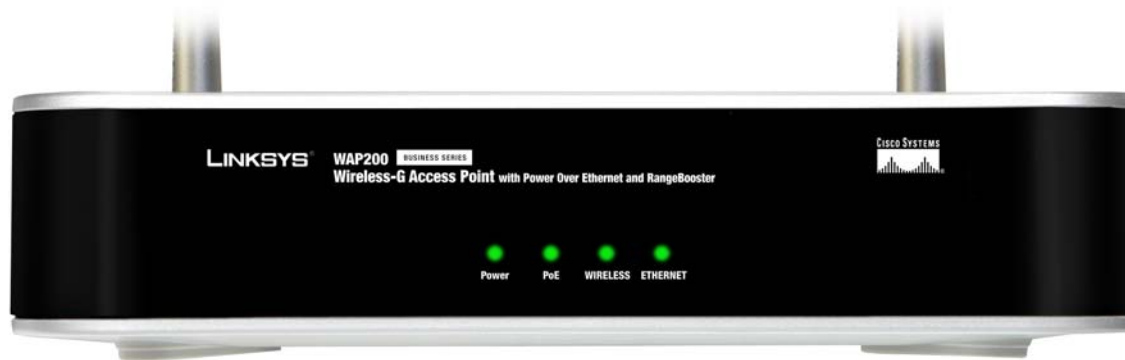 LINKSYS®
WAP200 BUSINESS SERIES
Wireless-G Access Point with Power Over Ethernet and RangeBooster
CISCO SYSTEMS
®
Power PoE WIRELESS ETHERNET